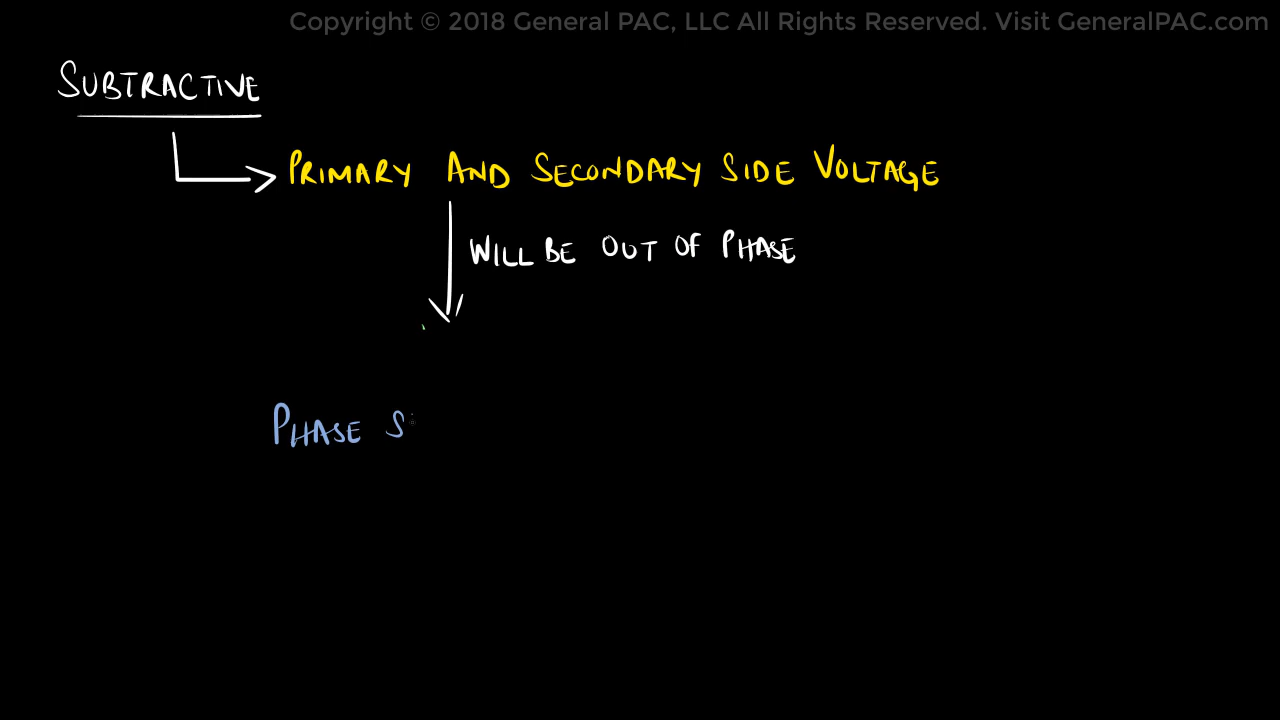 Copyright © 2018 General PAC, LLC All Rights Reserved. Visit GeneralPAC.com
SUBTRACTIVE
PRIMARY AND SECONDARY SIDE VOLTAGE
WILL BE OUT OF PHASE
PHASE S